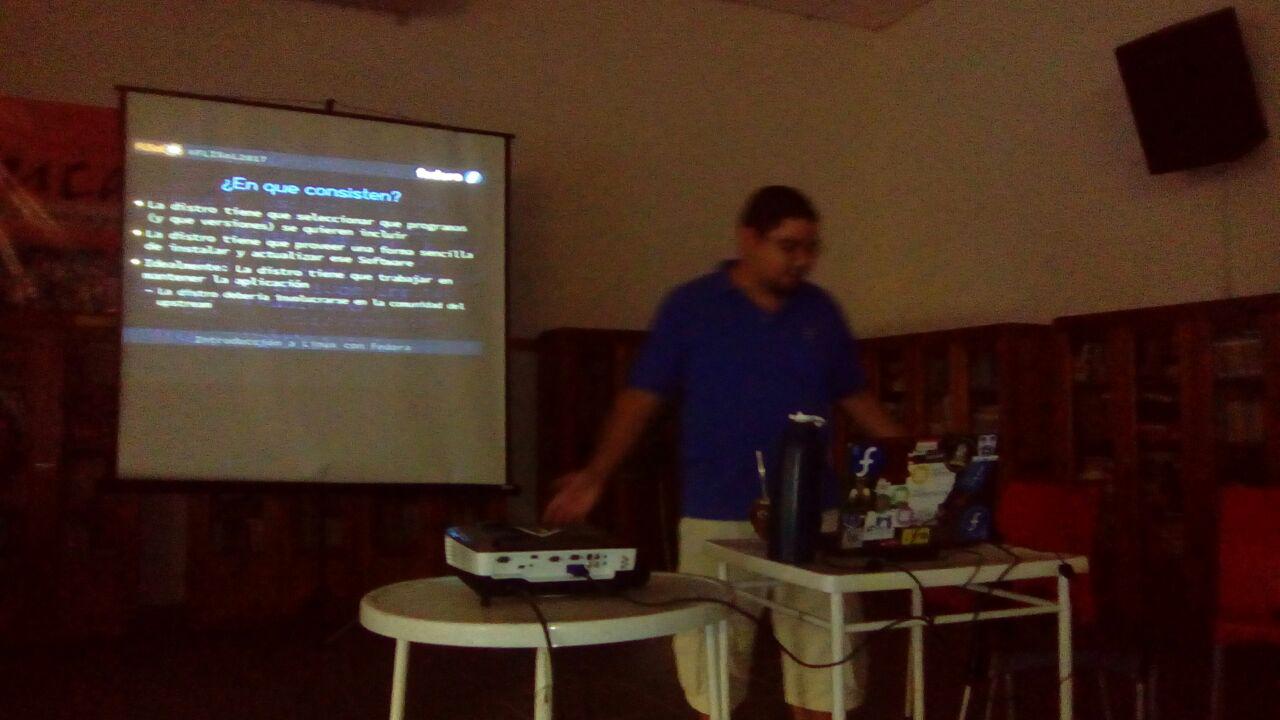 #FLISoL2017
fedora
¿En que consisten?
La distro tiene que seleccionar que programas
(y que versiones) se quieren incluir
La distro tiene que proveer una forma sencilla
de instalar y actualizar ese Software
Idealmente: La distro tiene que trabajar en
mantener la aplicación
– La distro debería involucrarse en la comunidad del
upstream
Introducción a Linux con Fedora